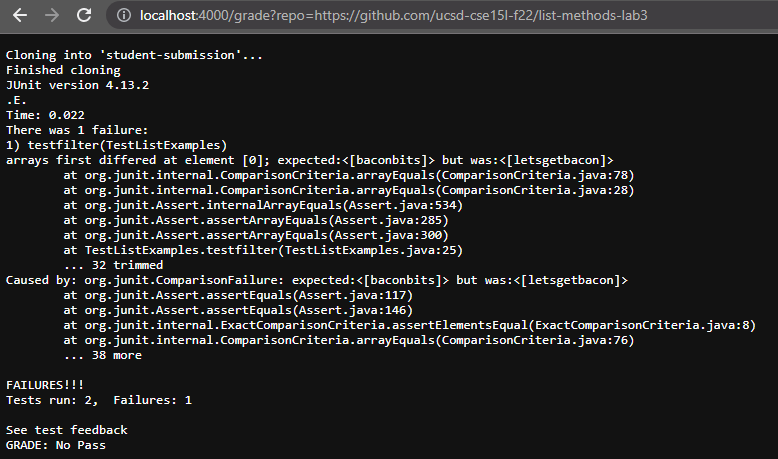 localhost:4000/grade?repo=https://github.com/ucsd-cse15l-f22/list-methods-lab3
Cloning into 'student-submission'...
Finished cloning
JUnit version 4.13.2
.E.
Time: 0.022
There was 1 failure:
1) testfilter(TestListExamples)
arrays first differed at element [0]; expected:<[baconbits]> but was:<[letsgetbacon]>
at org.junit.internal.ComparisonCriteria.arrayEquals(ComparisonCriteria.java:78)
at org.junit.internal.ComparisonCriteria.arrayEquals(ComparisonCriteria.java:28)
at org.junit.Assert.internalArrayEquals(Assert.java:534)
at org.junit.Assert.assertArrayEquals(Assert.java:285)
at org.junit.Assert.assertArrayEquals(Assert.java:300)
at TestListExamples.testfilter(TestListExamples.java:25)
... 32 trimmed
Caused by: org.junit.ComparisonFailure: expected:<[baconbits]> but was:<[letsgetbacon]>
at org.junit.Assert.assertEquals(Assert.java:117)
at org.junit.Assert.assertEquals(Assert.java:146)
at org.junit.internal.ExactComparisonCriteria.assertElementsEqual(ExactComparisonCriteria.java:8)
at org.junit.internal.ComparisonCriteria.arrayEquals(ComparisonCriteria.java:76)
... 38 more
FAILURES!!!
Tests run: 2,  Failures: 1
See test feedback
GRADE: No Pass